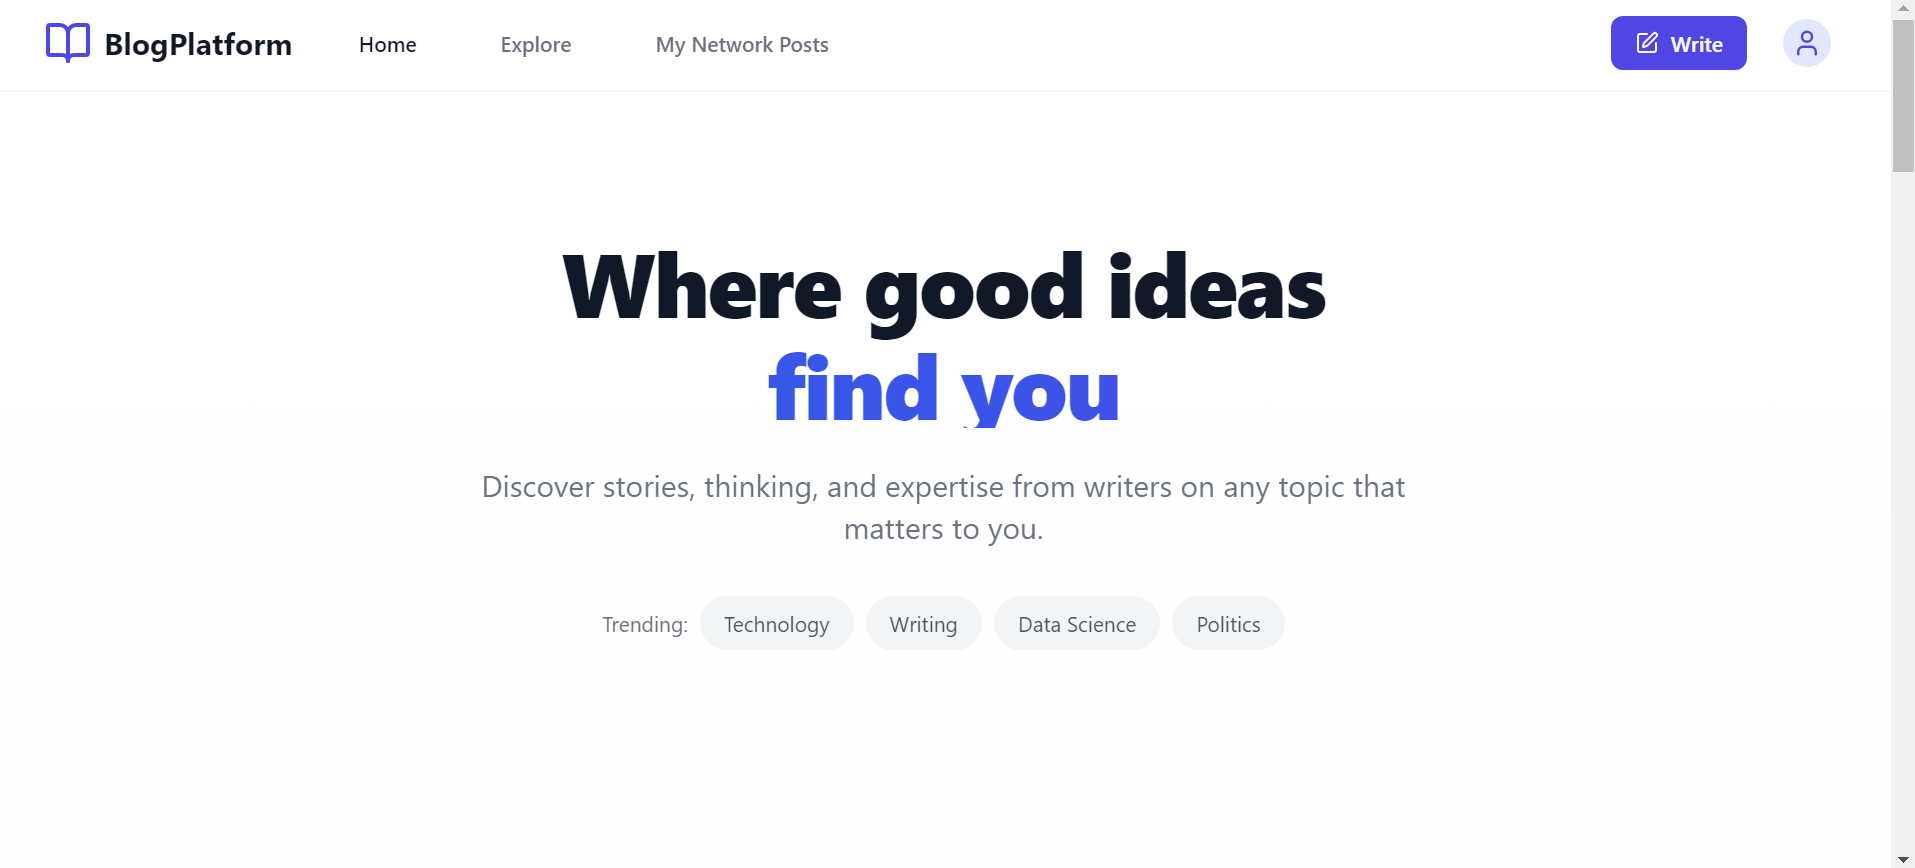 BlogPlatform Home Explore My Network Posts Write
Where good ideas
find you
Discover stories, thinking, and expertise from writers on any topic that
matters to you.
Trending: Technology Writing Data Science Politics